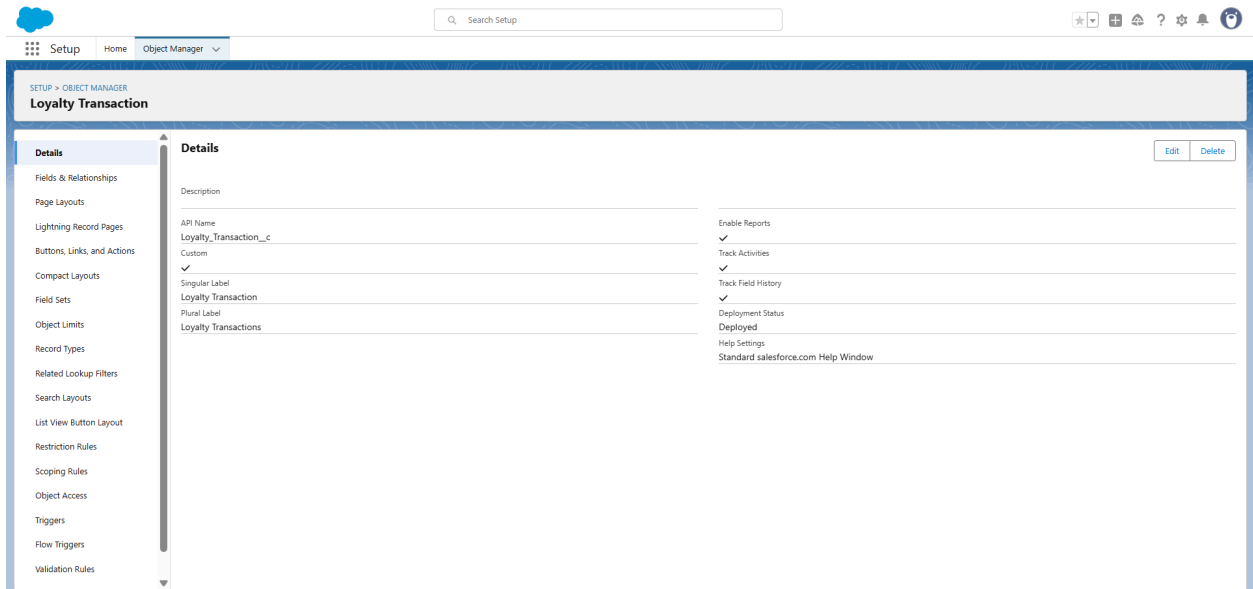 Search Setup
Setup
Home
Object Manager
SETUP > OBJECT MANAGER
Loyalty Transaction
Details
Fields & Relationships
Page Layouts
Lightning Record Pages
Buttons, Links, and Actions
Compact Layouts
Field Sets
Object Limits
Record Types
Related Lookup Filters
Search Layouts
List View Button Layout
Restriction Rules
Scoping Rules
Object Access
Triggers
Flow Triggers
Validation Rules
Details
Edit
Delete
Description
API Name
Loyalty_Transaction__c
Custom
Singular Label
Loyalty Transaction
Plural Label
Loyalty Transactions
Enable Reports
Track Activities
Track Field History
Deployment Status
Deployed
Help Settings
Standard salesforce.com Help Window